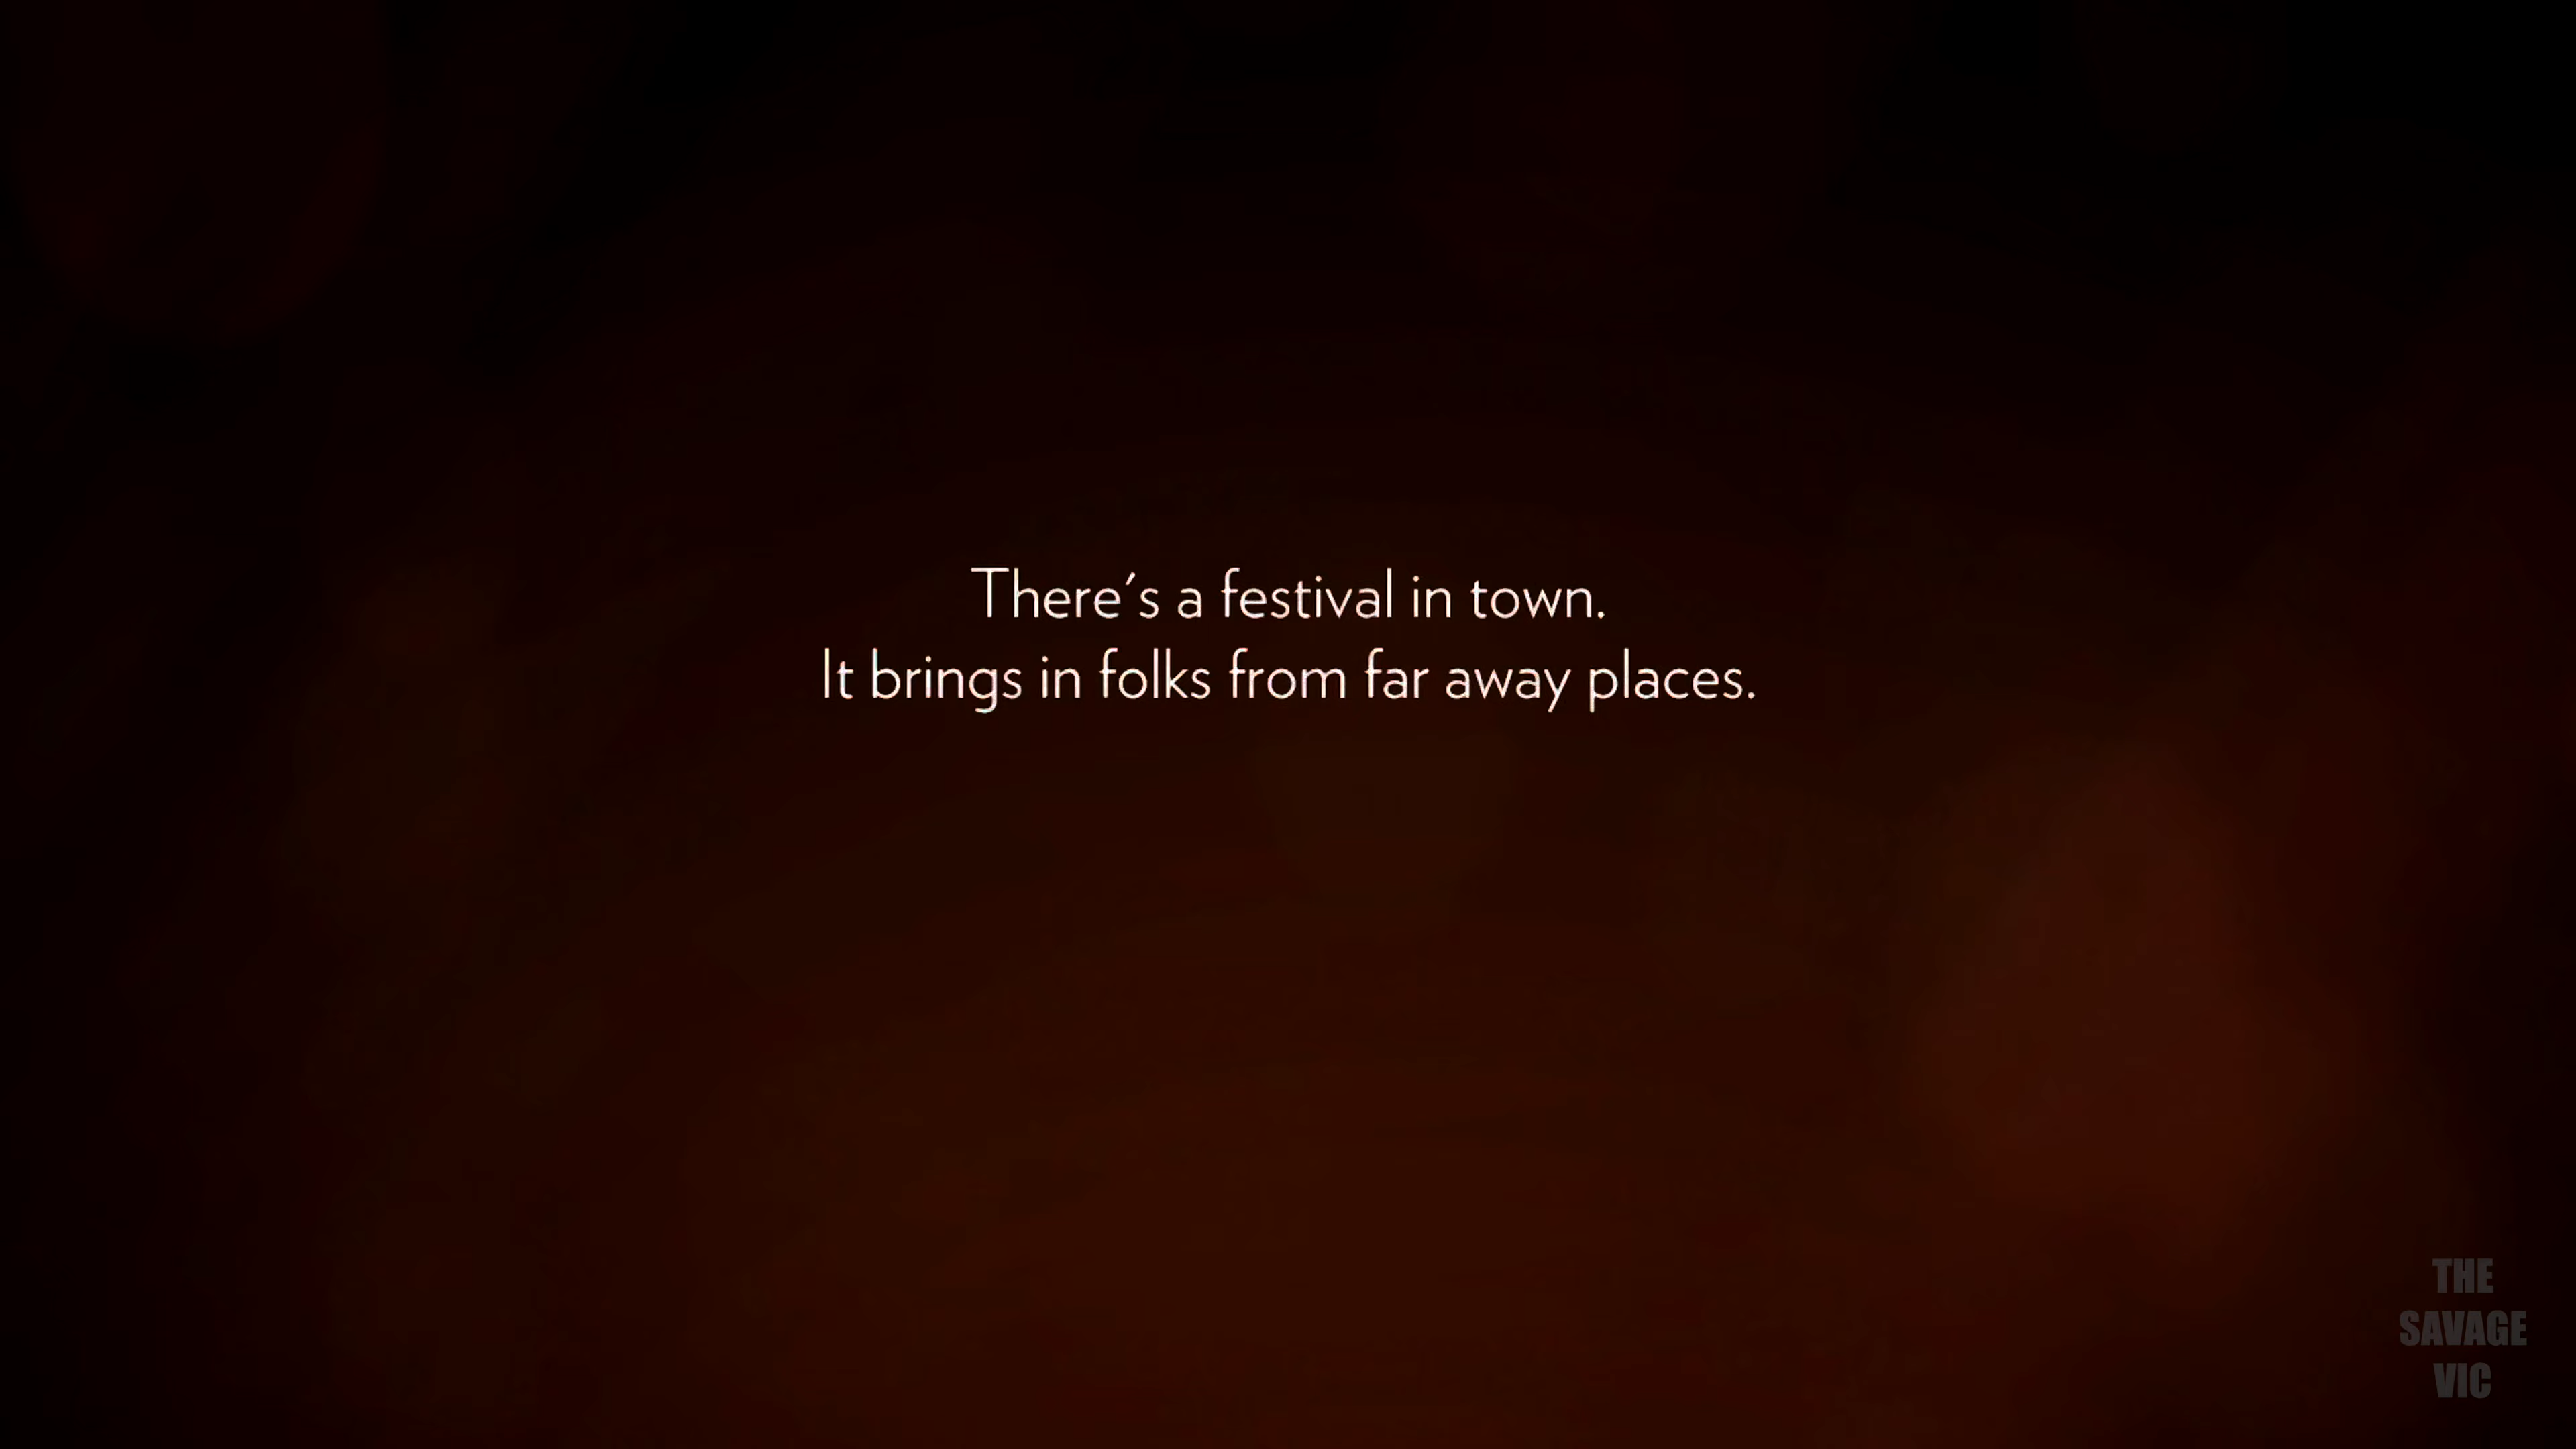 There's a festival in town.
It brings in folks from far away places.
THE
SAVAGE
VIC